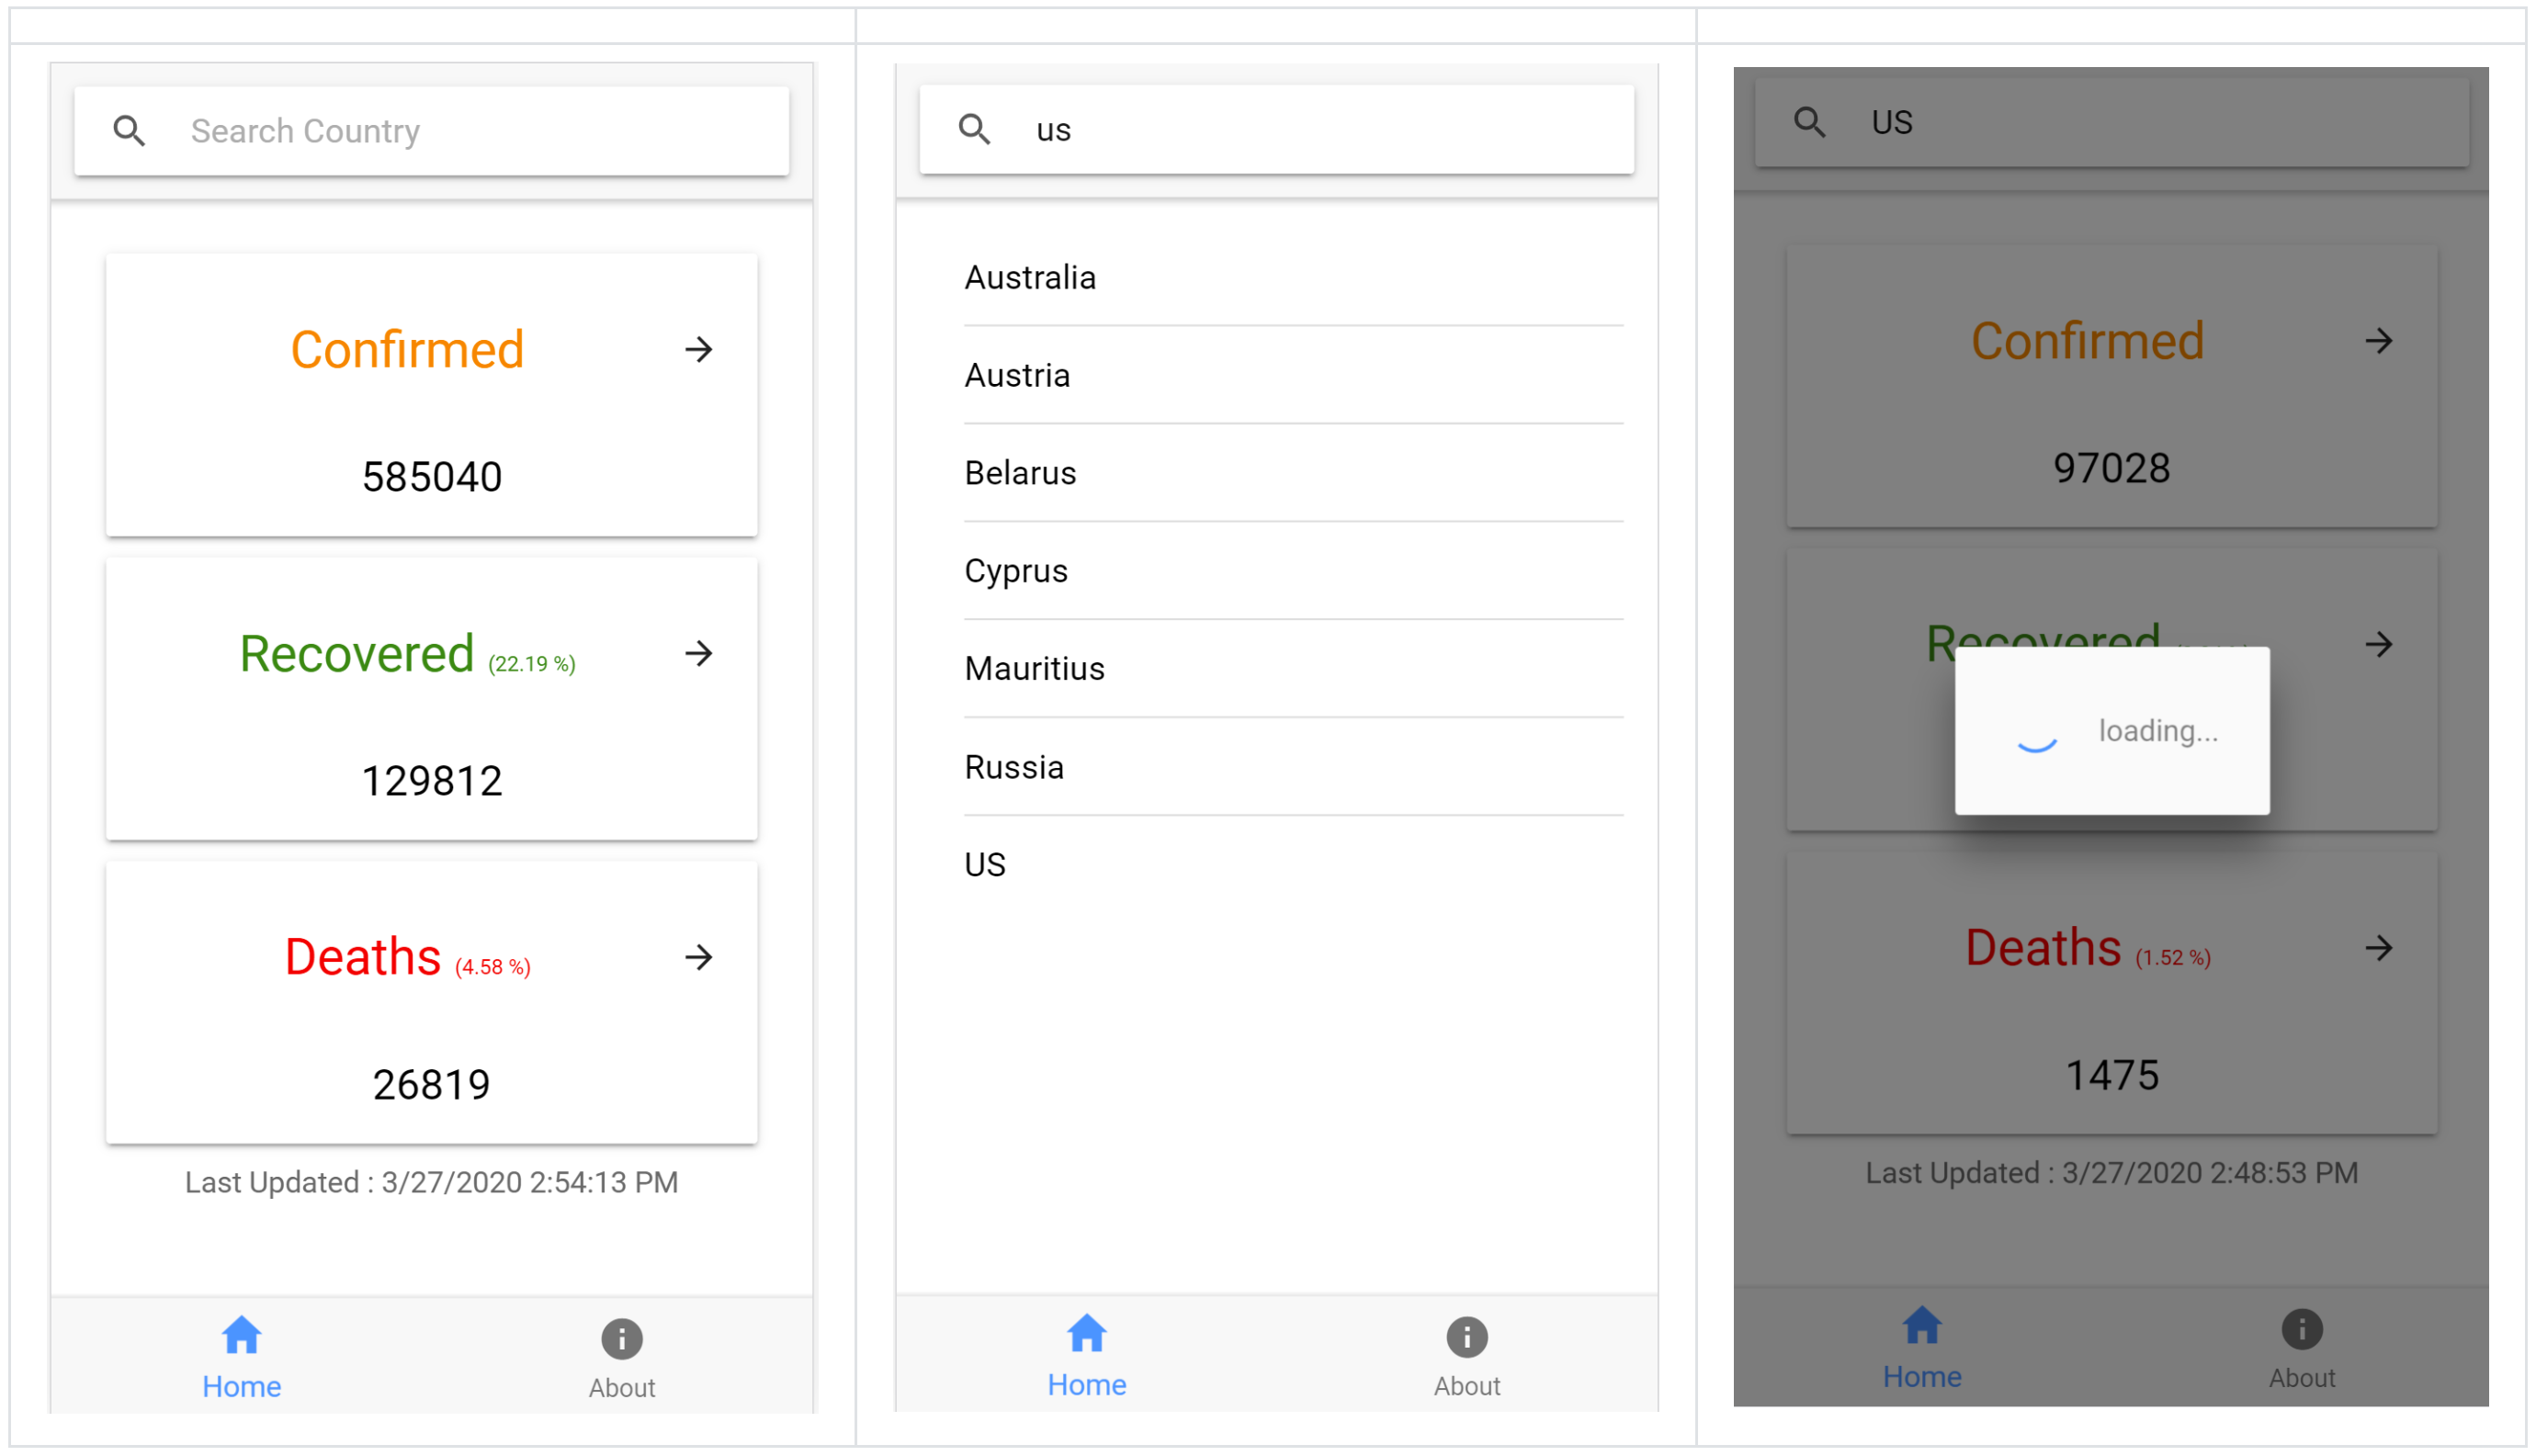 Search Country
Confirmed
585040
Recovered (22.19 %)
129812
Deaths (4.58 %)
26819
Last Updated : 3/27/2020 2:54:13 PM
Home About
us
Australia
Austria
Belarus
Cyprus
Mauritius
Russia
US
Home About
US
Confirmed
97028
Recovered
loading...
Deaths (1.52 %)
1475
Last Updated : 3/27/2020 2:48:53 PM
Home About